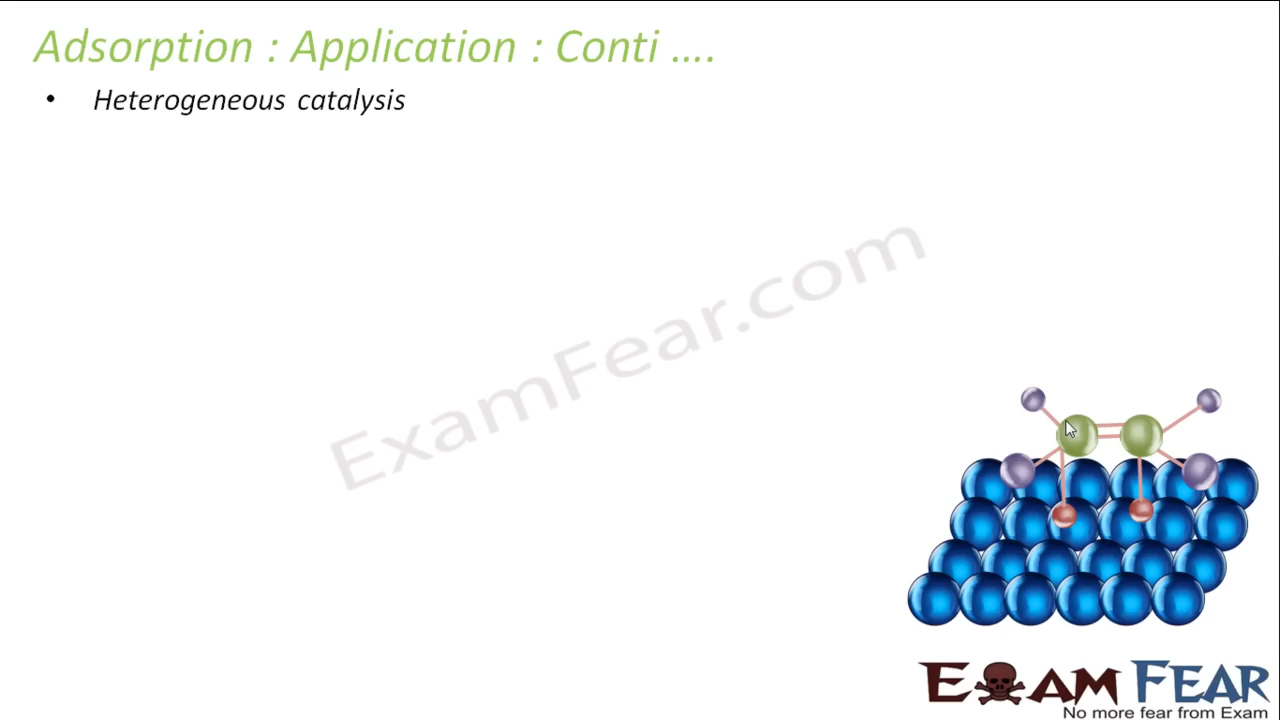 Adsorption : Application : Conti ....
• Heterogeneous catalysis
ExamFear.com
EXAM FEAR
No more fear from Exam